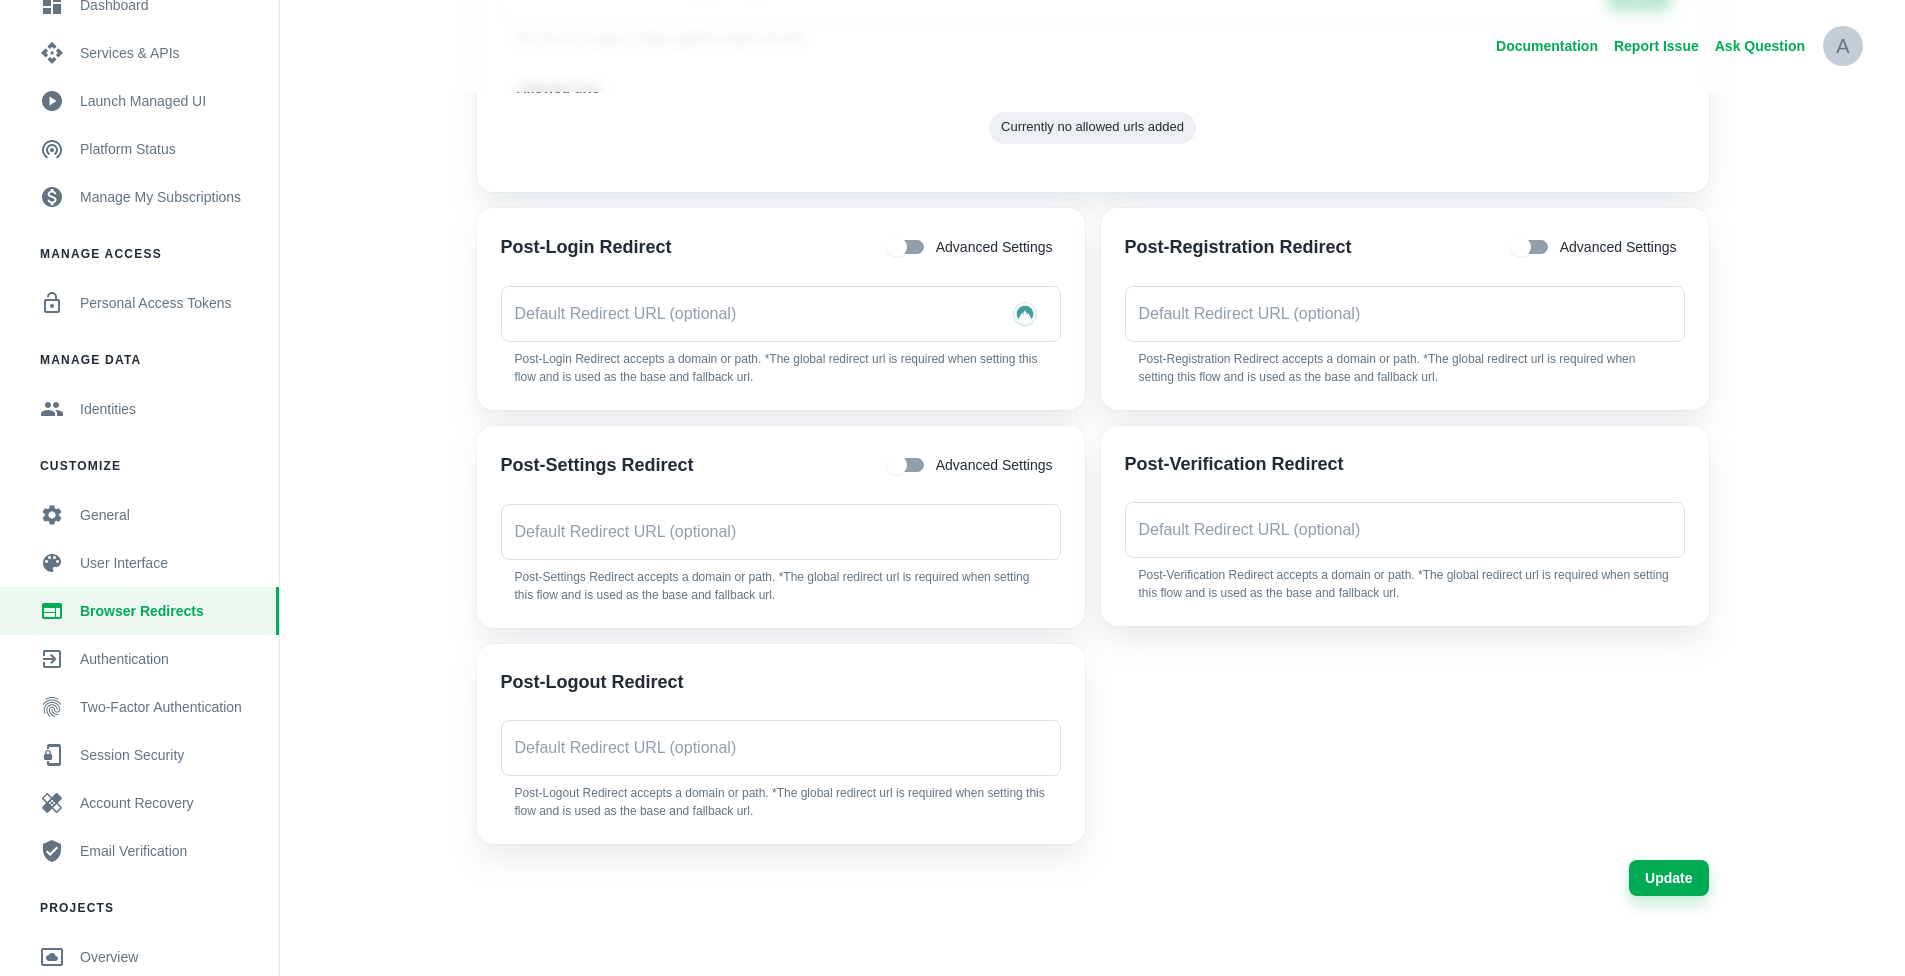 Dashboard
Services & APIs
Launch Managed UI
Platform Status
Manage My Subscriptions
MANAGE ACCESS
Personal Access Tokens
MANAGE DATA
Identities
CUSTOMIZE
General
User Interface
Browser Redirects
Authentication
Two-Factor Authentication
Session Security
Account Recovery
Email Verification
PROJECTS
Overview
Documentation Report Issue Ask Question A
Currently no allowed urls added
Post-Login Redirect Advanced Settings
Default Redirect URL (optional)
Post-Login Redirect accepts a domain or path. *The global redirect url is required when setting this
flow and is used as the base and fallback url.
Post-Registration Redirect Advanced Settings
Default Redirect URL (optional)
Post-Registration Redirect accepts a domain or path. *The global redirect url is required when
setting this flow and is used as the base and fallback url.
Post-Settings Redirect Advanced Settings
Default Redirect URL (optional)
Post-Settings Redirect accepts a domain or path. *The global redirect url is required when setting
this flow and is used as the base and fallback url.
Post-Verification Redirect
Default Redirect URL (optional)
Post-Verification Redirect accepts a domain or path. *The global redirect url is required when setting
this flow and is used as the base and fallback url.
Post-Logout Redirect
Default Redirect URL (optional)
Post-Logout Redirect accepts a domain or path. *The global redirect url is required when setting this
flow and is used as the base and fallback url.
Update